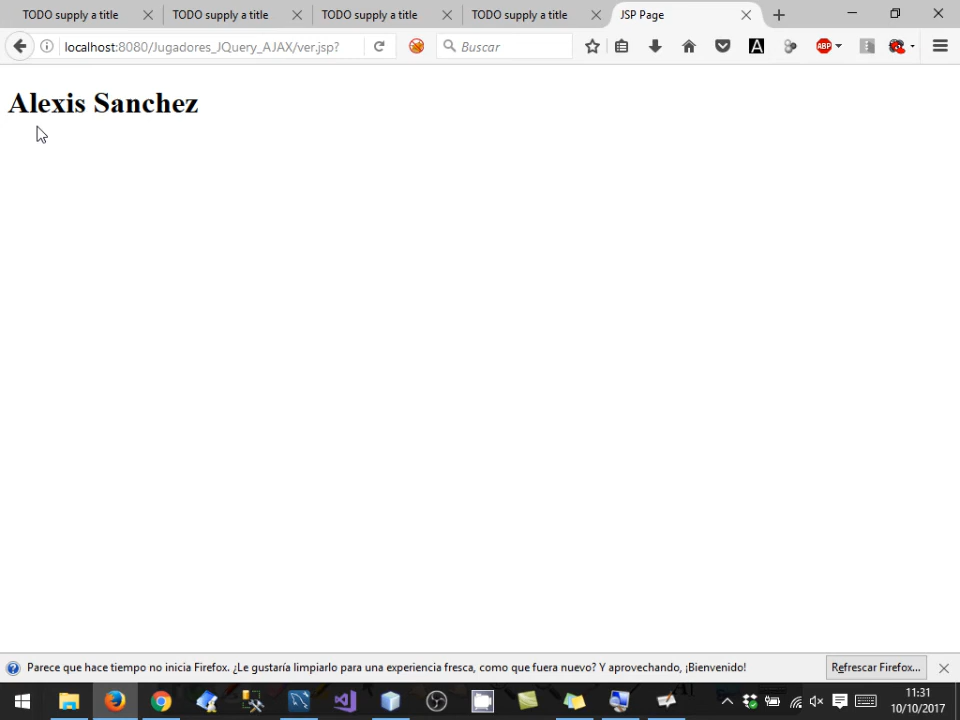 TODO supply a title
TODO supply a title
TODO supply a title
TODO supply a title
JSP Page
localhost:8080/Jugadores_JQuery_AJAX/ver.jsp?
Buscar
A
ABP
Alexis Sanchez
Parece que hace tiempo no inicia Firefox. ¿Le gustaría limpiarlo para una experiencia fresca, como que fuera nuevo? Y aprovechando, ¡Bienvenido!
Refrescar Firefox...
11:31
10/10/2017